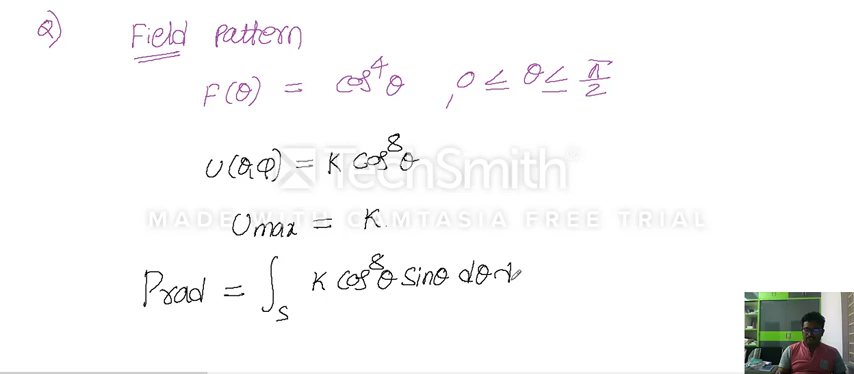 Q) Field pattern
F(θ) = cos⁴θ , 0 ≤ θ ≤ π/2
U(θ,φ) = K cos⁸θ
TechSmith
MADE WITH CAMTASIA FREE TRIAL
Umax = K.
Prad = ∫s K cos⁸θ sinθ dθ d